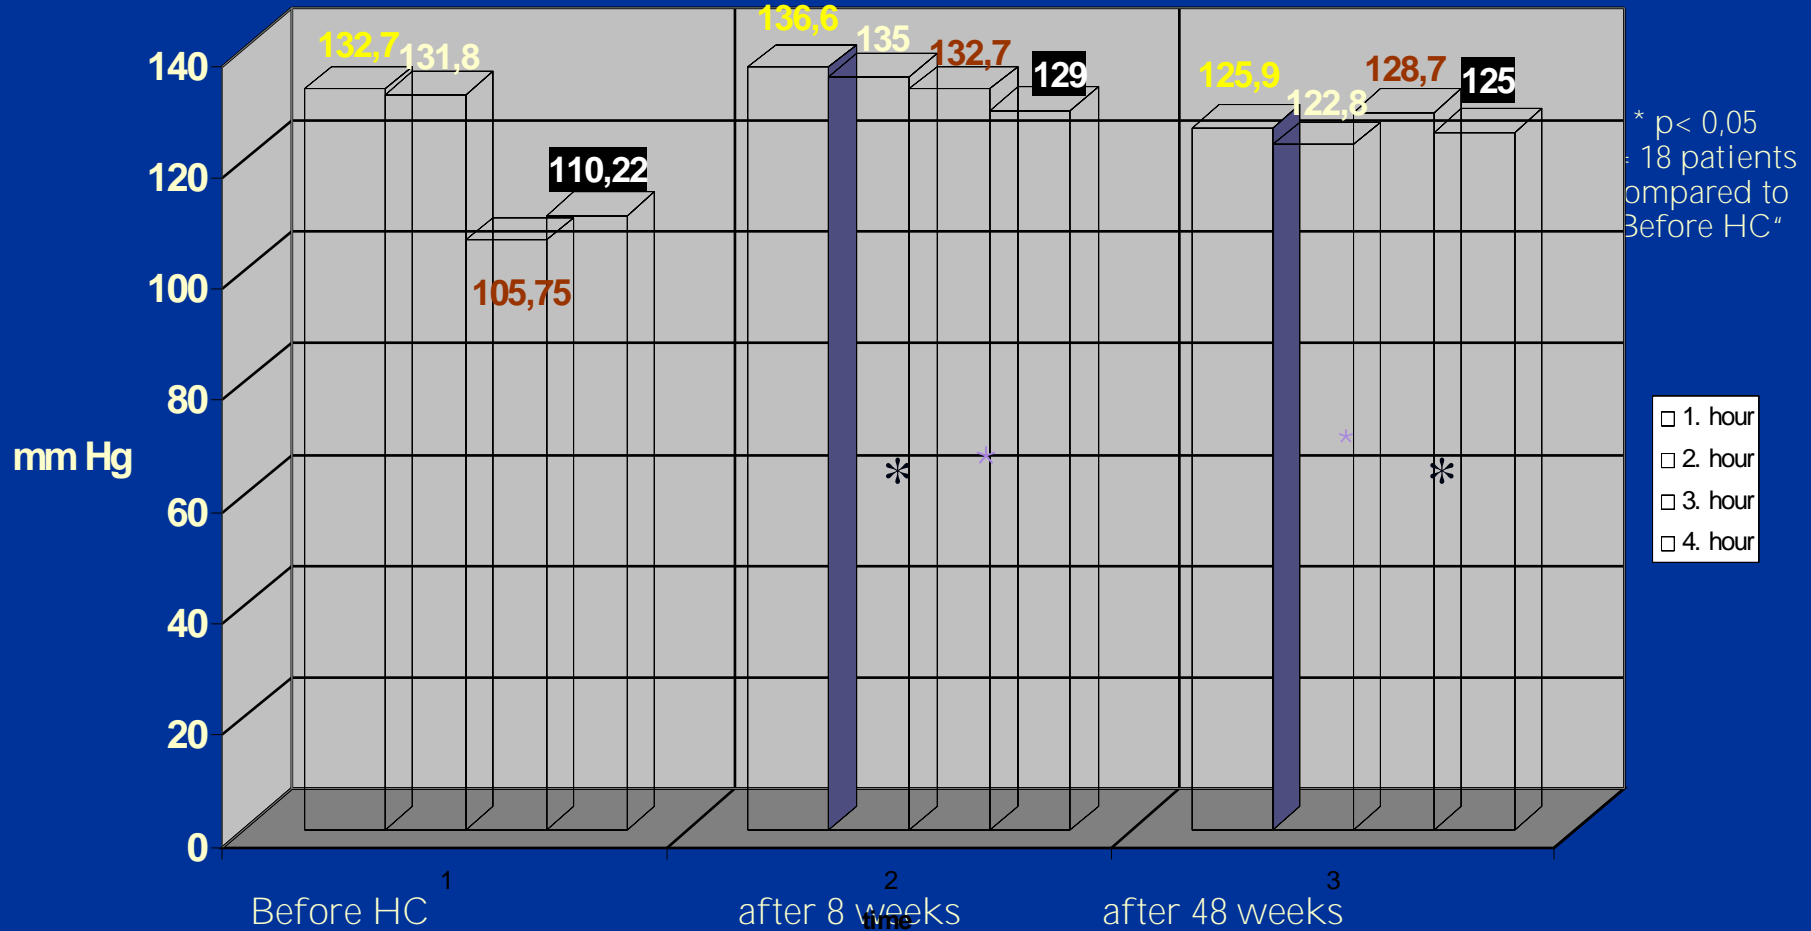 132,7
131,8
105,75
110,22
136,6
135
132,7
129
125,9
122,8
128,7
125
140
120
100
80
60
40
20
0
mm Hg
*
*
*
*
* p< 0,05
18 patients
ompared to
Before HC“
1. hour
2. hour
3. hour
4. hour
1
2
3
Before HC
after 8 weeks
after 48 weeks
time